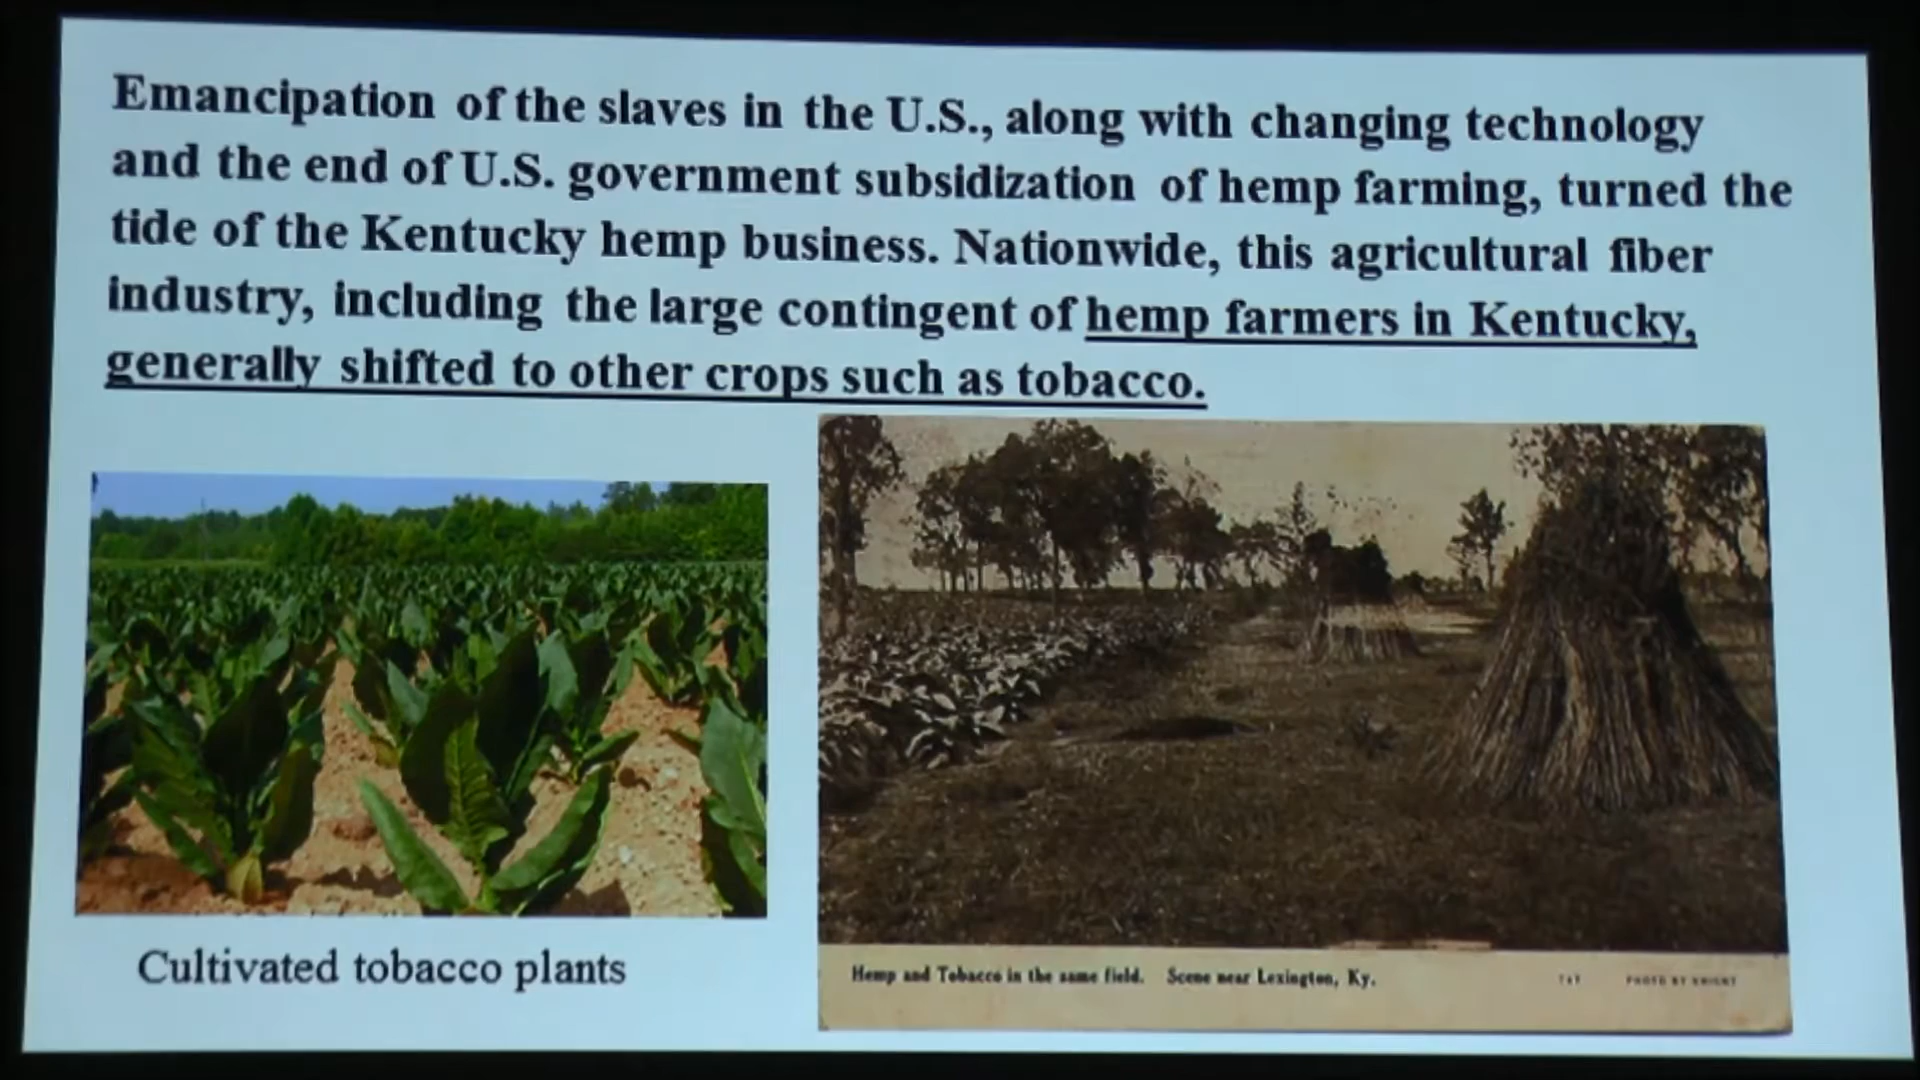 Emancipation of the slaves in the U.S., along with changing technology
and the end of U.S. government subsidization of hemp farming, turned the
tide of the Kentucky hemp business. Nationwide, this agricultural fiber
industry, including the large contingent of hemp farmers in Kentucky,
generally shifted to other crops such as tobacco.
Cultivated tobacco plants
Hemp and Tobacco in the same field. Scene near Lexington, Ky.
PHOTO BY KNIGHT